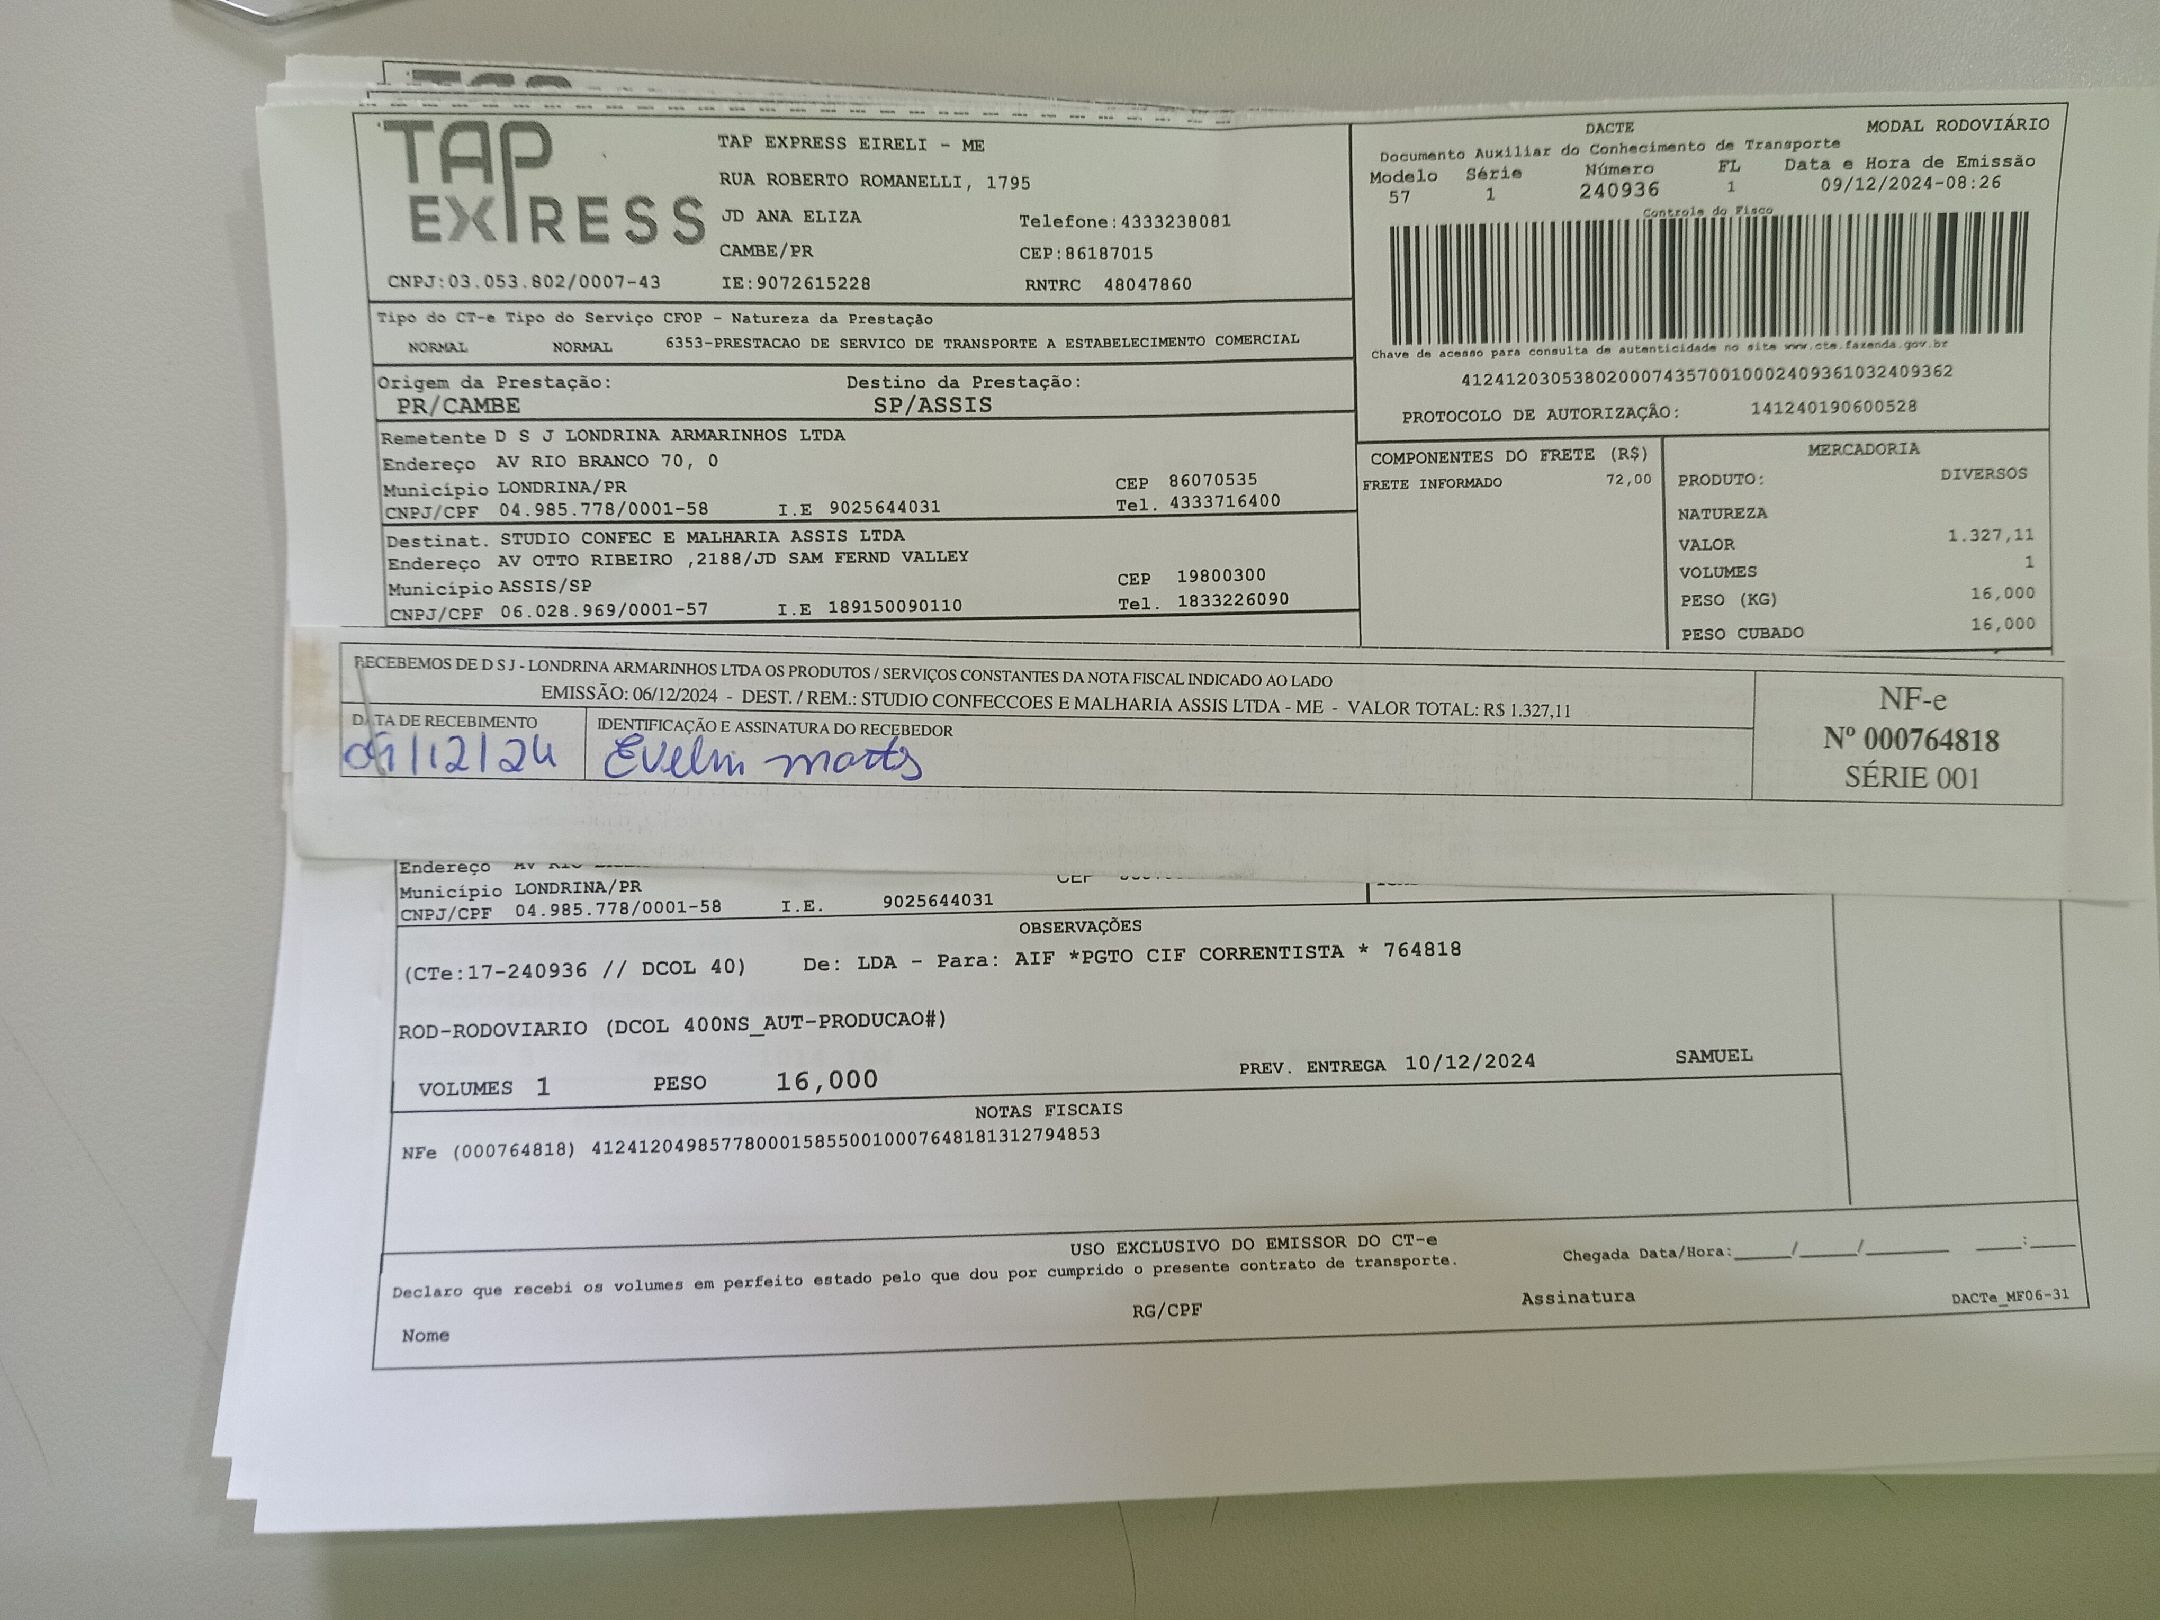 TAP
EXPRESS
TAP EXPRESS EIRELI - ME
RUA ROBERTO ROMANELLI, 1795
JD ANA ELIZA
Telefone:4333238081
CAMBE/PR
CEP:86187015
CNPJ:03.053.802/0007-43 IE:9072615228 RNTRC 48047860
DACTE MODAL RODOVIÁRIO
Documento Auxiliar do Conhecimento de Transporte
Modelo Série Número FL Data e Hora de Emissão
57 1 240936 1 09/12/2024-08:26
Controle do Fisco
Chave de acesso para consulta de autenticidade no site www.cte.fazenda.gov.br
41241203053802000743570010002409361032409362
PROTOCOLO DE AUTORIZAÇÃO: 141240190600528
Tipo do CT-e Tipo do Serviço CFOP - Natureza da Prestação
NORMAL NORMAL 6353-PRESTACAO DE SERVICO DE TRANSPORTE A ESTABELECIMENTO COMERCIAL
Origem da Prestação: Destino da Prestação:
PR/CAMBE SP/ASSIS
Remetente D S J LONDRINA ARMARINHOS LTDA
Endereço AV RIO BRANCO 70, 0
Município LONDRINA/PR CEP 86070535
CNPJ/CPF 04.985.778/0001-58 I.E 9025644031 Tel. 4333716400
Destinat. STUDIO CONFEC E MALHARIA ASSIS LTDA
Endereço AV OTTO RIBEIRO ,2188/JD SAM FERND VALLEY
Município ASSIS/SP CEP 19800300
CNPJ/CPF 06.028.969/0001-57 I.E 189150090110 Tel. 1833226090
COMPONENTES DO FRETE (R$)
FRETE INFORMADO 72,00
MERCADORIA
PRODUTO: DIVERSOS
NATUREZA
VALOR 1.327,11
VOLUMES 1
PESO (KG) 16,000
PESO CUBADO 16,000
RECEBEMOS DE D S J - LONDRINA ARMARINHOS LTDA OS PRODUTOS / SERVIÇOS CONSTANTES DA NOTA FISCAL INDICADO AO LADO
EMISSÃO: 06/12/2024 - DEST. / REM.: STUDIO CONFECCOES E MALHARIA ASSIS LTDA - ME - VALOR TOTAL: R$ 1.327,11
DATA DE RECEBIMENTO IDENTIFICAÇÃO E ASSINATURA DO RECEBEDOR
09/12/24 Evelin
NF-e
Nº 000764818
SÉRIE 001
Endereço AV RIO
Município LONDRINA/PR CEP
CNPJ/CPF 04.985.778/0001-58 I.E. 9025644031
OBSERVAÇÕES
(CTe:17-240936 // DCOL 40) De: LDA - Para: AIF *PGTO CIF CORRENTISTA * 764818
ROD-RODOVIARIO (DCOL 400NS_AUT-PRODUCAO#)
VOLUMES 1 PESO 16,000 PREV. ENTREGA 10/12/2024 SAMUEL
NOTAS FISCAIS
NFe (000764818) 41241204985778000158550010007648181312794853
USO EXCLUSIVO DO EMISSOR DO CT-e
Declaro que recebi os volumes em perfeito estado pelo que dou por cumprido o presente contrato de transporte. Chegada Data/Hora:_____/_____/_______ ____:____
Nome RG/CPF Assinatura DACTe_MF06-31